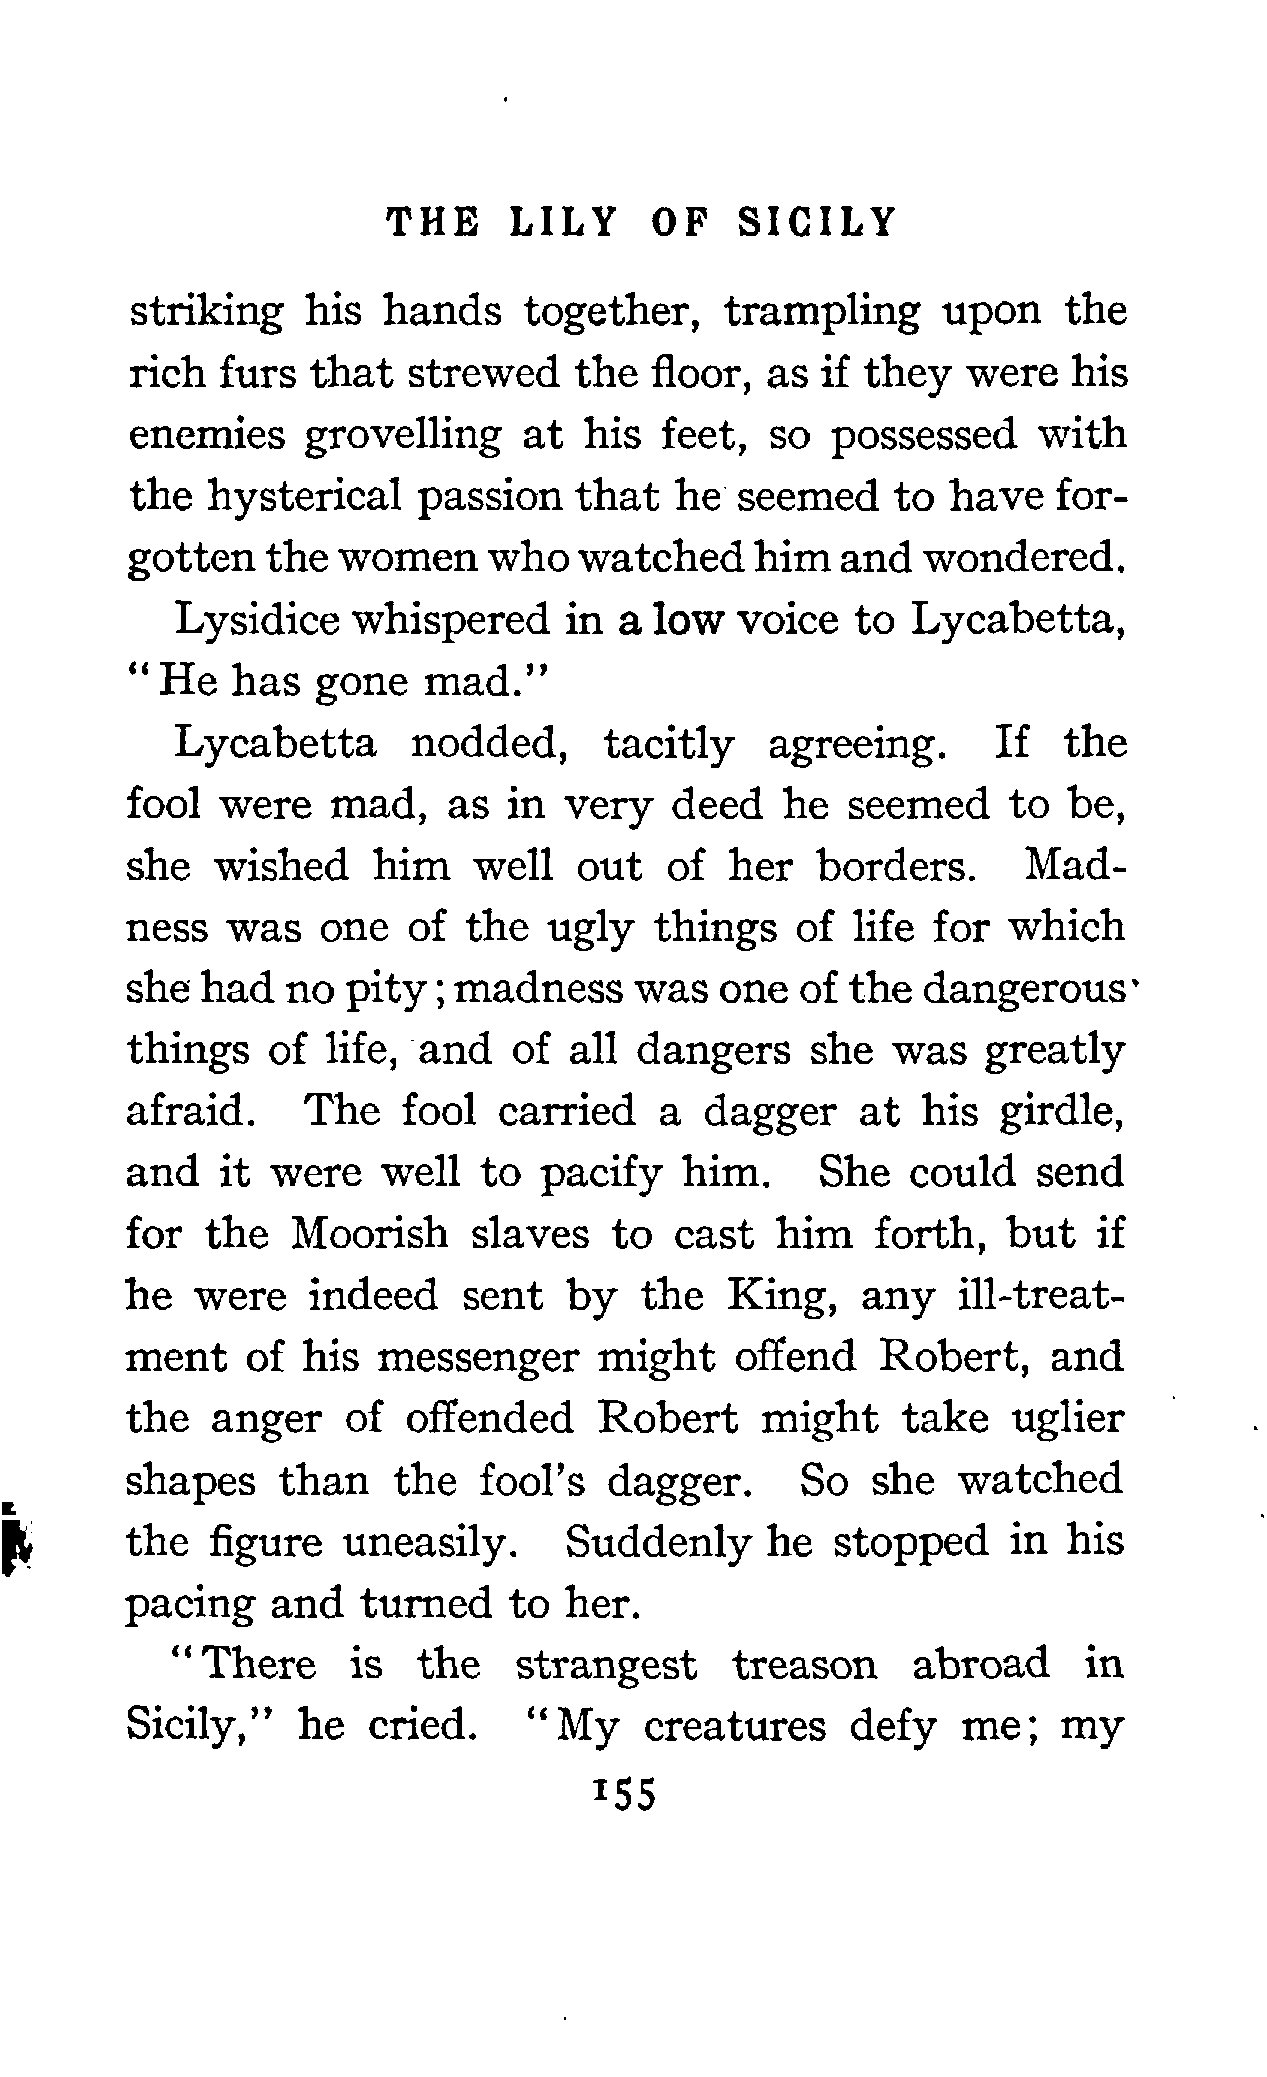 THE LILY OF SICILY
striking his hands together, trampling upon the
rich furs that strewed the floor, as if they were his
enemies grovelling at his feet, so possessed with
the hysterical passion that he seemed to have for-
gotten the women who watched him and wondered.
Lysidice whispered in a low voice to Lycabetta,
“He has gone mad.”
Lycabetta nodded, tacitly agreeing. If the
fool were mad, as in very deed he seemed to be,
she wished him well out of her borders. Mad-
ness was one of the ugly things of life for which
she had no pity; madness was one of the dangerous
things of life, and of all dangers she was greatly
afraid. The fool carried a dagger at his girdle,
and it were well to pacify him. She could send
for the Moorish slaves to cast him forth, but if
he were indeed sent by the King, any ill-treat-
ment of his messenger might offend Robert, and
the anger of offended Robert might take uglier
shapes than the fool's dagger. So she watched
the figure uneasily. Suddenly he stopped in his
pacing and turned to her.
“There is the strangest treason abroad in
Sicily,” he cried. “My creatures defy me; my
155